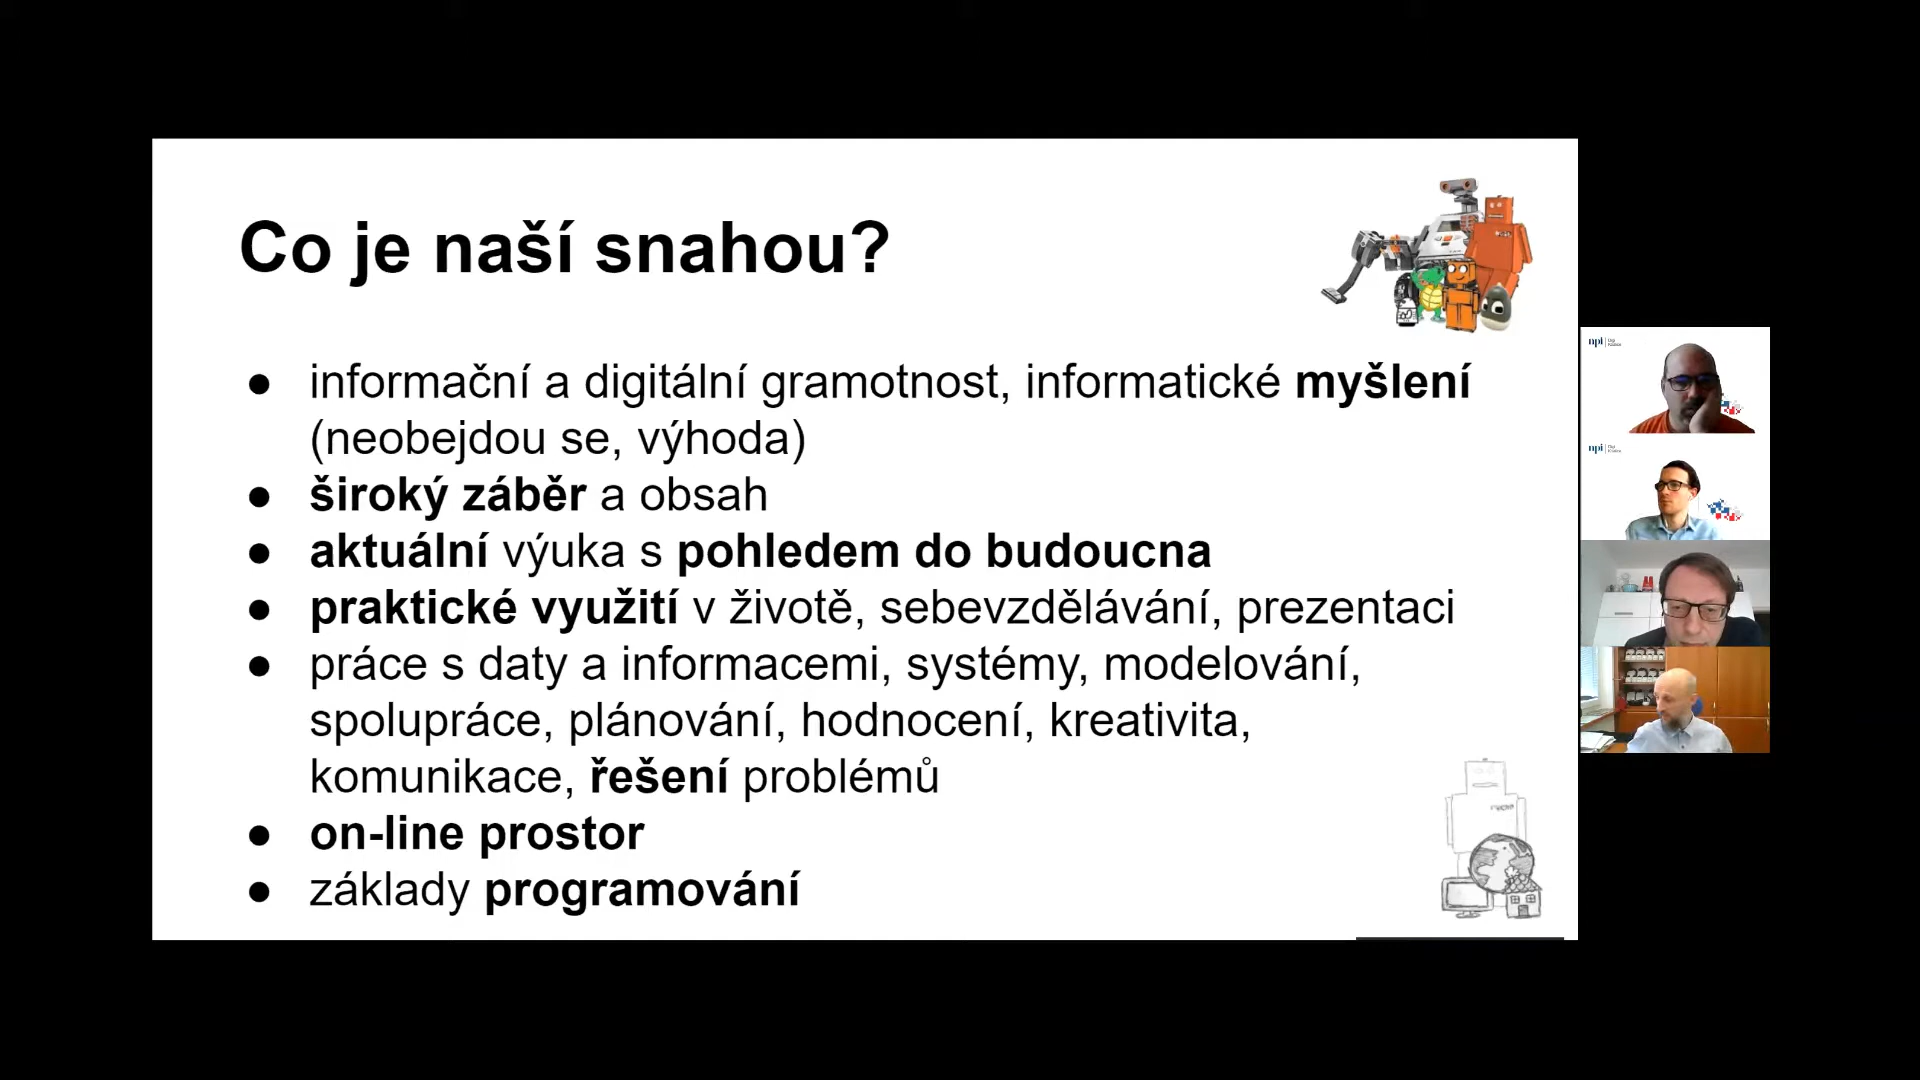 Co je naší snahou?
● informační a digitální gramotnost, informatické myšlení
(neobejdou se, výhoda)
● široký záběr a obsah
● aktuální výuka s pohledem do budoucna
● praktické využití v životě, sebevzdělávání, prezentaci
● práce s daty a informacemi, systémy, modelování,
spolupráce, plánování, hodnocení, kreativita,
komunikace, řešení problémů
● on-line prostor
● základy programování
npi
npi